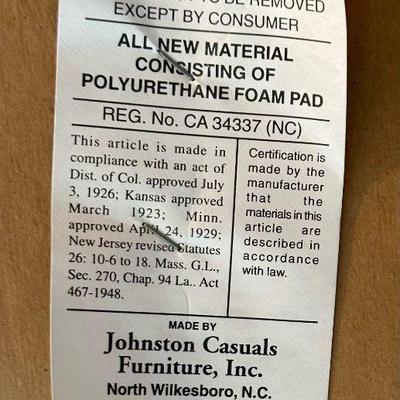 TO BE REMOVED
EXCEPT BY CONSUMER
ALL NEW MATERIAL
CONSISTING OF
POLYURETHANE FOAM PAD
REG. No. CA 34337 (NC)
This article is made in
compliance with an act of
Dist. of Col. approved July
3, 1926; Kansas approved
March 1923; Minn.
approved April 24, 1929;
New Jersey revised Statutes
26: 10-6 to 18. Mass. G.L.,
Sec. 270, Chap. 94 La.. Act
467-1948.
Certification is
made by the
manufacturer
that the
materials in this
article are
described in
accordance
with law.
MADE BY
Johnston Casuals
Furniture, Inc.
North Wilkesboro, N.C.